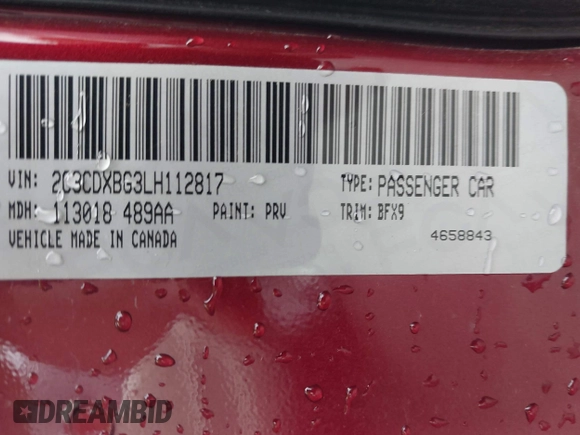 VIN: 2C3CDXBG3LH112817 TYPE: PASSENGER CAR
MDH: 113018 489AA PAINT: PRV TRIM: BFX9
VEHICLE MADE IN CANADA 4658843
DREAMBID